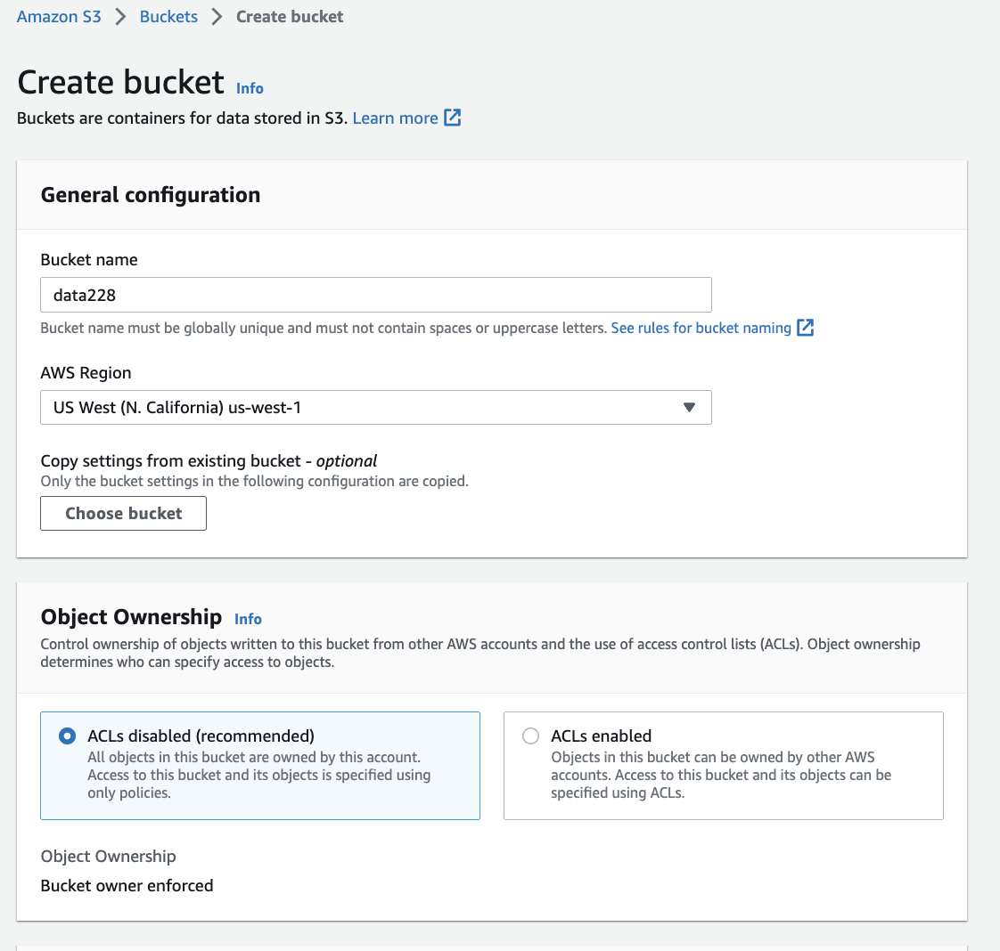 Amazon S3 > Buckets > Create bucket
Create bucket Info
Buckets are containers for data stored in S3. Learn more
General configuration
Bucket name
data228
Bucket name must be globally unique and must not contain spaces or uppercase letters. See rules for bucket naming
AWS Region
US West (N. California) us-west-1
Copy settings from existing bucket - optional
Only the bucket settings in the following configuration are copied.
Choose bucket
Object Ownership Info
Control ownership of objects written to this bucket from other AWS accounts and the use of access control lists (ACLs). Object ownership
determines who can specify access to objects.
ACLs disabled (recommended)
All objects in this bucket are owned by this account.
Access to this bucket and its objects is specified using
only policies.
ACLs enabled
Objects in this bucket can be owned by other AWS
accounts. Access to this bucket and its objects can be
specified using ACLs.
Object Ownership
Bucket owner enforced